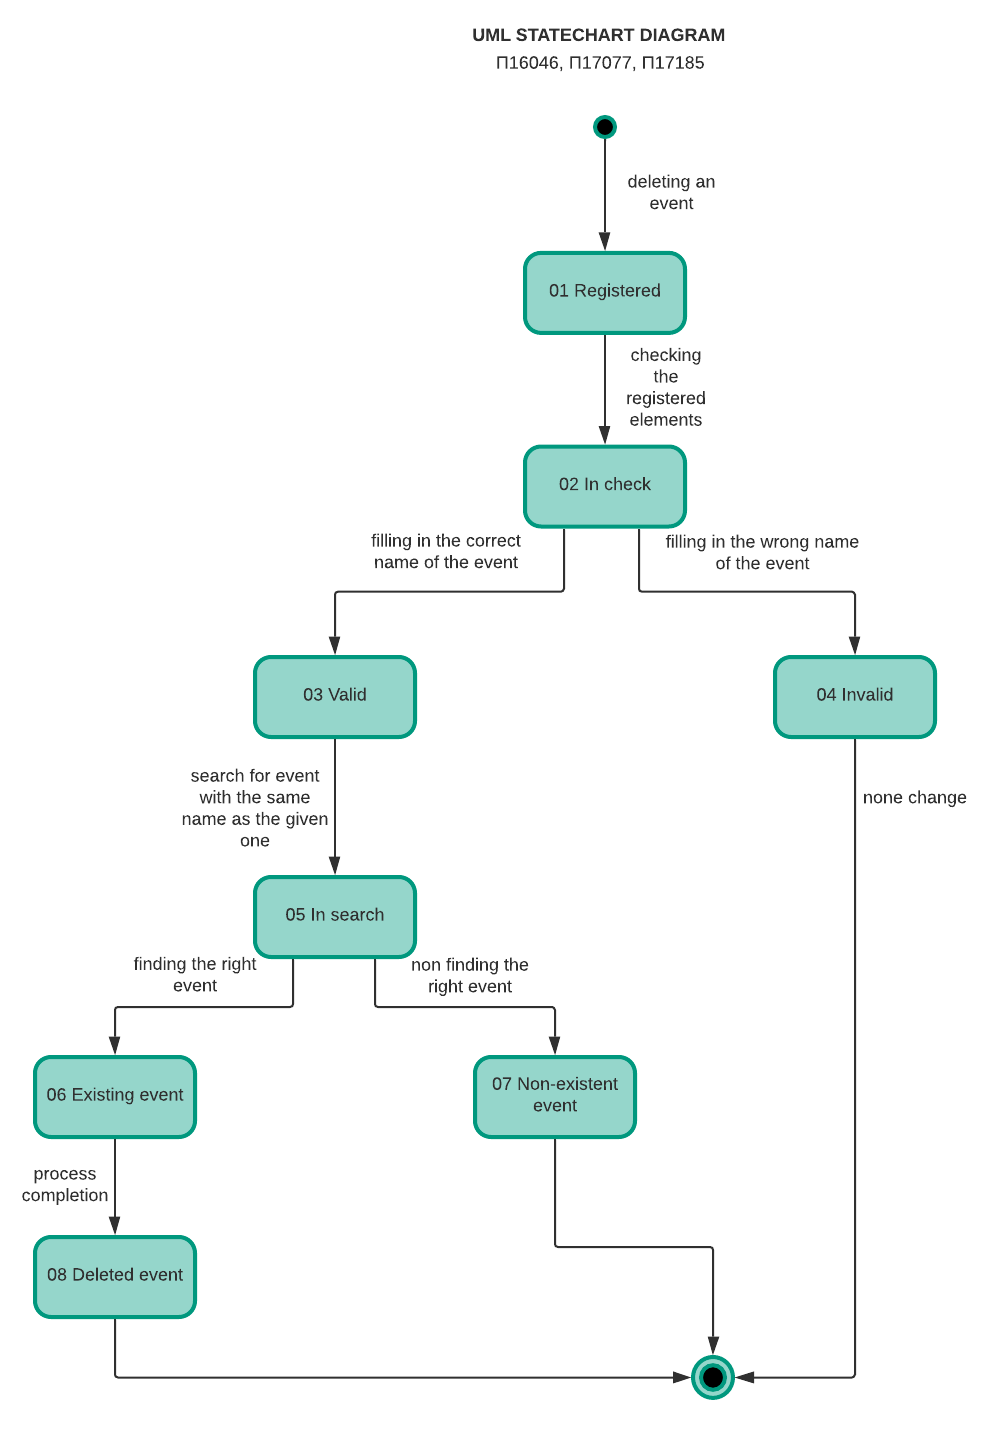 UML STATECHART DIAGRAM
Π16046, Π17077, Π17185
deleting an
event
01 Registered
checking
the
registered
elements
02 In check
filling in the correct
name of the event
filling in the wrong name
of the event
03 Valid
04 Invalid
search for event
with the same
name as the given
one
none change
05 In search
finding the right
event
non finding the
right event
06 Existing event
07 Non-existent
event
process
completion
08 Deleted event